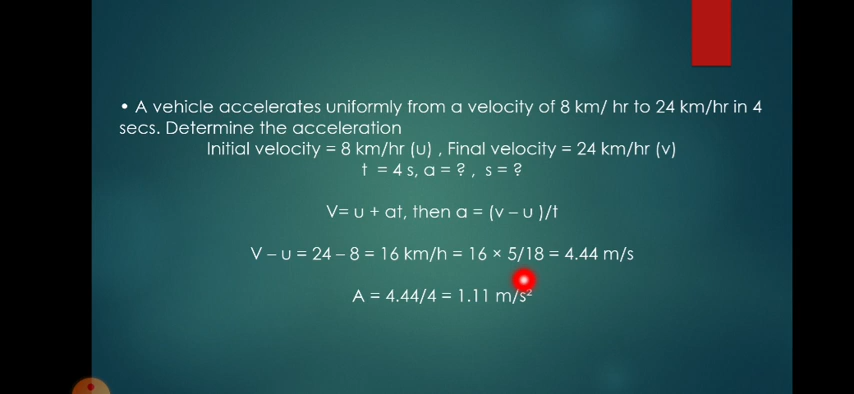 • A vehicle accelerates uniformly from a velocity of 8 km/ hr to 24 km/hr in 4
secs. Determine the acceleration
Initial velocity = 8 km/hr (u) , Final velocity = 24 km/hr (v)
t = 4 s, a = ? , s = ?
V= u + at, then a = (v – u )/t
V – u = 24 – 8 = 16 km/h = 16 × 5/18 = 4.44 m/s
A = 4.44/4 = 1.11 m/s²